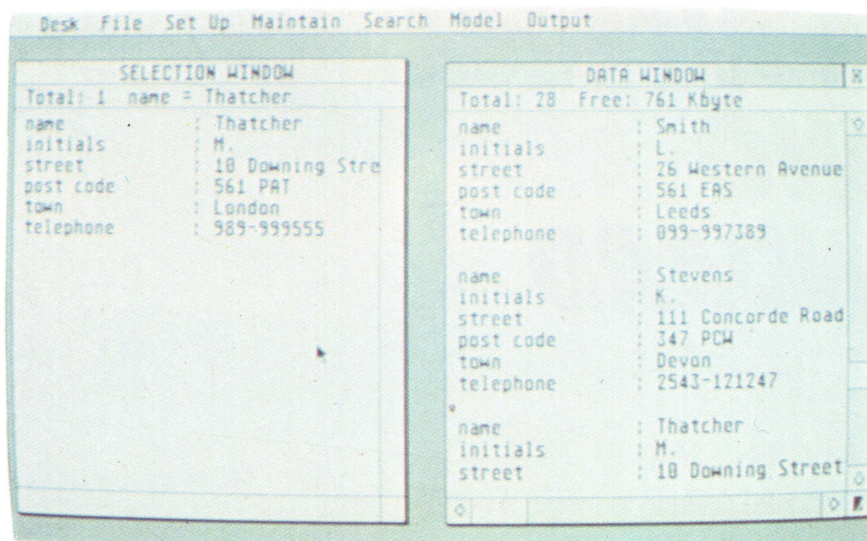 Desk File Set Up Maintain Search Model Output
SELECTION WINDOW
Total: 1 name = Thatcher
name : Thatcher
initials : M.
street : 10 Downing Stre
post code : 561 PAT
town : London
telephone : 989-999555
DATA WINDOW
Total: 28 Free: 761 Kbyte
name : Smith
initials : L.
street : 26 Western Avenue
post code : 561 EAS
town : Leeds
telephone : 099-997389
name : Stevens
initials : K.
street : 111 Concorde Road
post code : 347 PCW
town : Devon
telephone : 2543-121247
name : Thatcher
initials : M.
street : 10 Downing Street